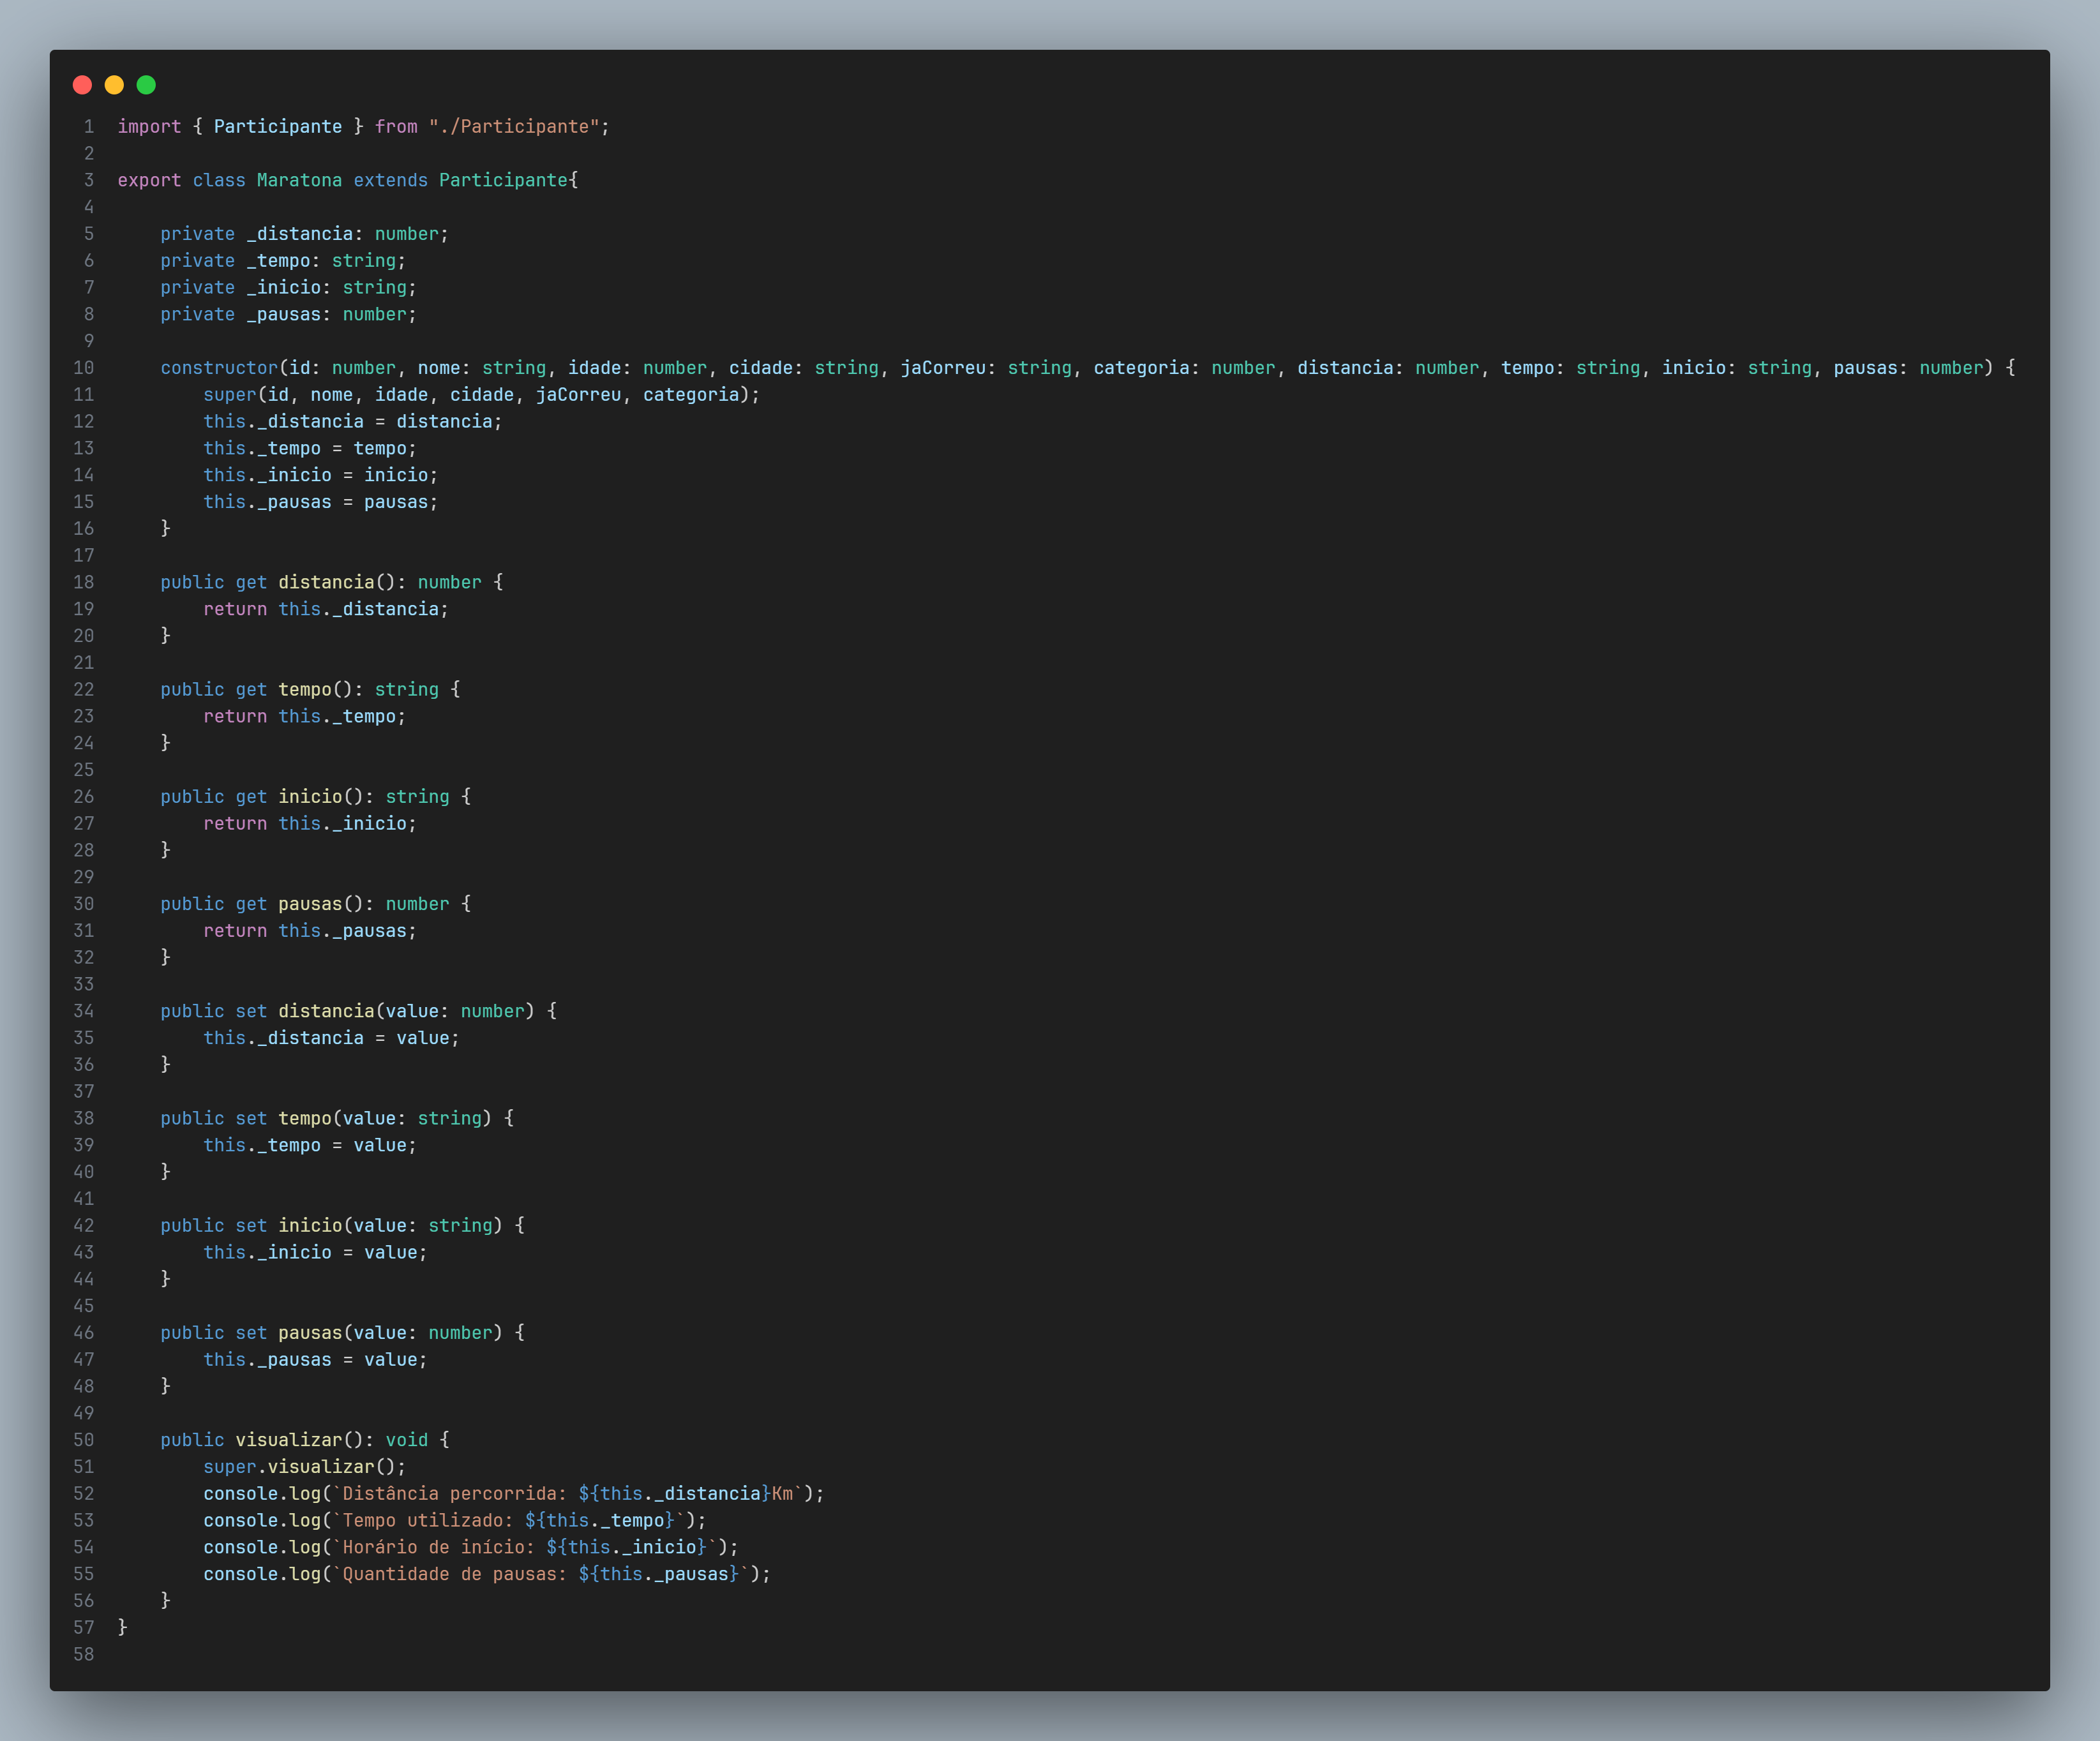 1 import { Participante } from "./Participante";
2
3 export class Maratona extends Participante{
4
5     private _distancia: number;
6     private _tempo: string;
7     private _inicio: string;
8     private _pausas: number;
9
10     constructor(id: number, nome: string, idade: number, cidade: string, jaCorreu: string, categoria: number, distancia: number, tempo: string, inicio: string, pausas: number) {
11         super(id, nome, idade, cidade, jaCorreu, categoria);
12         this._distancia = distancia;
13         this._tempo = tempo;
14         this._inicio = inicio;
15         this._pausas = pausas;
16     }
17
18     public get distancia(): number {
19         return this._distancia;
20     }
21
22     public get tempo(): string {
23         return this._tempo;
24     }
25
26     public get inicio(): string {
27         return this._inicio;
28     }
29
30     public get pausas(): number {
31         return this._pausas;
32     }
33
34     public set distancia(value: number) {
35         this._distancia = value;
36     }
37
38     public set tempo(value: string) {
39         this._tempo = value;
40     }
41
42     public set inicio(value: string) {
43         this._inicio = value;
44     }
45
46     public set pausas(value: number) {
47         this._pausas = value;
48     }
49
50     public visualizar(): void {
51         super.visualizar();
52         console.log(`Distância percorrida: ${this._distancia}Km`);
53         console.log(`Tempo utilizado: ${this._tempo}`);
54         console.log(`Horário de início: ${this._inicio}`);
55         console.log(`Quantidade de pausas: ${this._pausas}`);
56     }
57 }
58